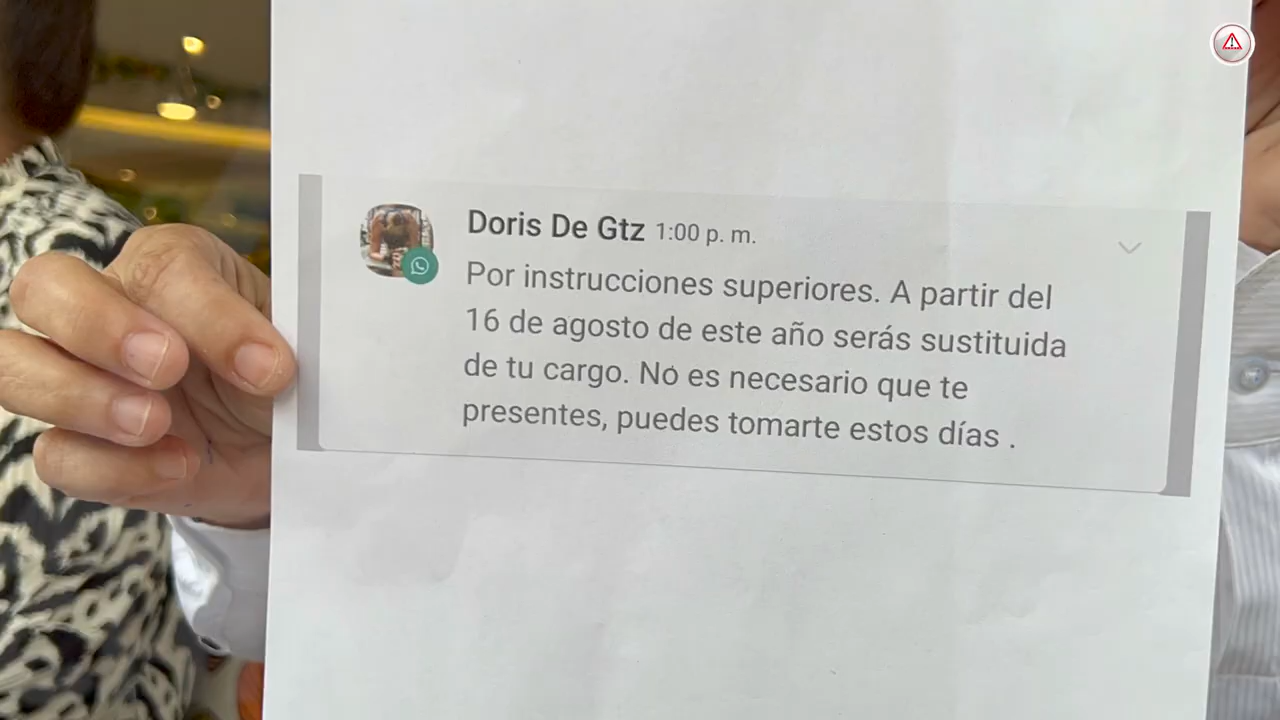 Doris De Gtz 1:00 p. m.
Por instrucciones superiores. A partir del
16 de agosto de este año serás sustituida
de tu cargo. No es necesario que te
presentes, puedes tomarte estos días .